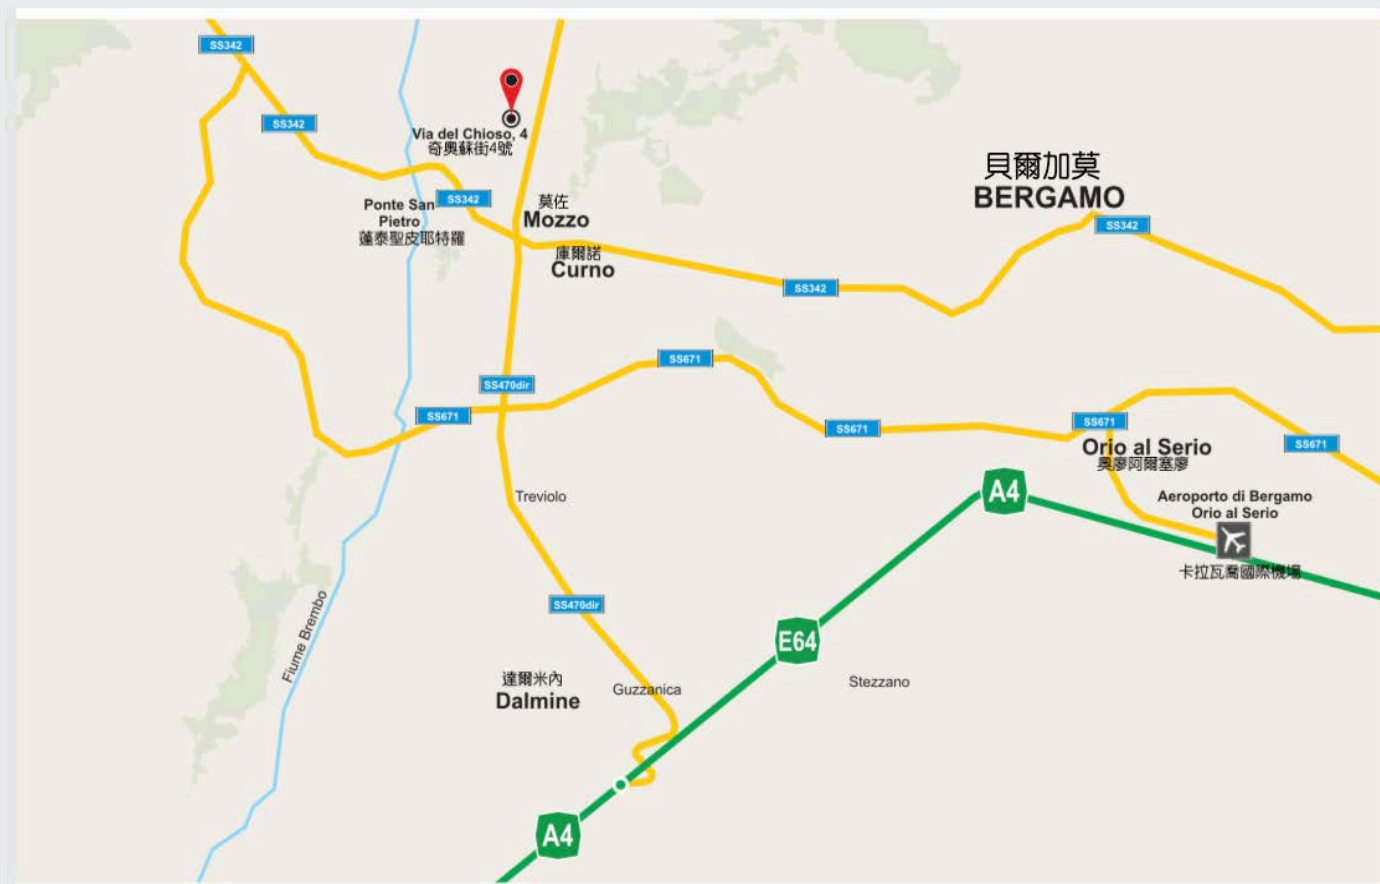 SS342
SS342
Via del Chioso, 4
奇奧蘇街4號
貝爾加莫
BERGAMO
Ponte San
Pietro
蓬泰聖皮耶特羅
SS342
莫佐
Mozzo
SS342
庫爾諾
Curno
SS342
SS671
SS470dir
SS671
SS671
SS671
SS671
Orio al Serio
奧廖阿爾塞廖
A4
Treviolo
Aeroporto di Bergamo
Orio al Serio
卡拉瓦喬國際機場
SS470dir
Fiume Brembo
E64
達爾米內
Dalmine
Guzzanica
Stezzano
A4